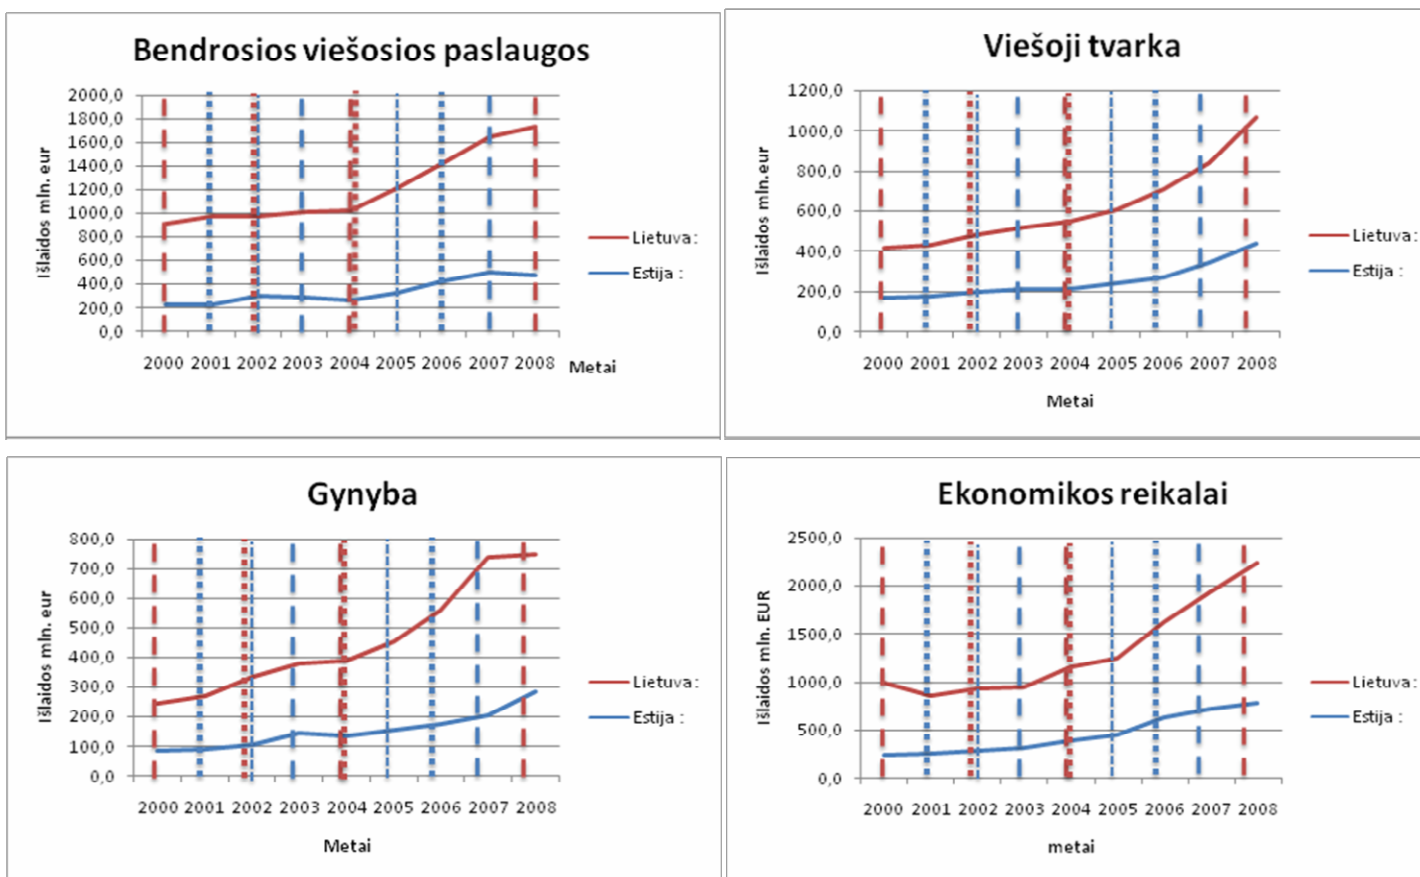 Bendrosios viešosios paslaugos
Išlaidos mln. eur
2000,0
1800,0
1600,0
1400,0
1200,0
1000,0
800,0
600,0
400,0
200,0
0,0
2000 2001 2002 2003 2004 2005 2006 2007 2008
Metai
Lietuva :
Estija :
Viešoji tvarka
Išlaidos mln.eur
1200,0
1000,0
800,0
600,0
400,0
200,0
0,0
2000 2001 2002 2003 2004 2005 2006 2007 2008
Metai
Lietuva :
Estija :
Gynyba
Išlaidos mln. eur
800,0
700,0
600,0
500,0
400,0
300,0
200,0
100,0
0,0
2000 2001 2002 2003 2004 2005 2006 2007 2008
Metai
Lietuva :
Estija :
Ekonomikos reikalai
Išlaidos mln. EUR
2500,0
2000,0
1500,0
1000,0
500,0
0,0
2000 2001 2002 2003 2004 2005 2006 2007 2008
metai
Lietuva :
Estija :